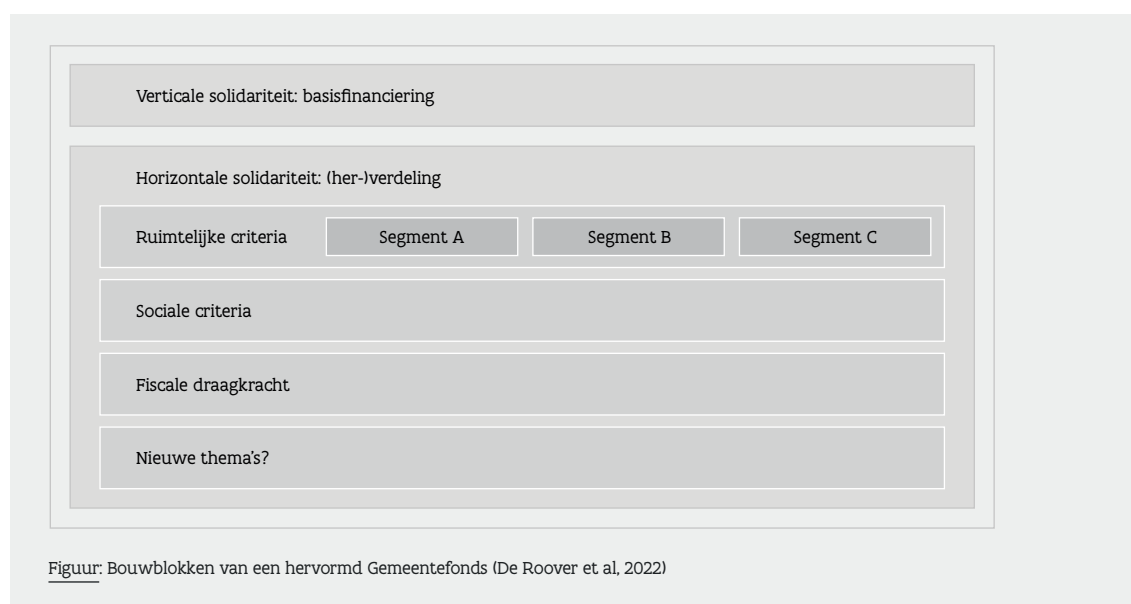 Verticale solidariteit: basisfinanciering
Horizontale solidariteit: (her-)verdeling
Ruimtelijke criteria Segment A Segment B Segment C
Sociale criteria
Fiscale draagkracht
Nieuwe thema's?
Figuur: Bouwblokken van een hervormd Gemeentefonds (De Roover et al, 2022)